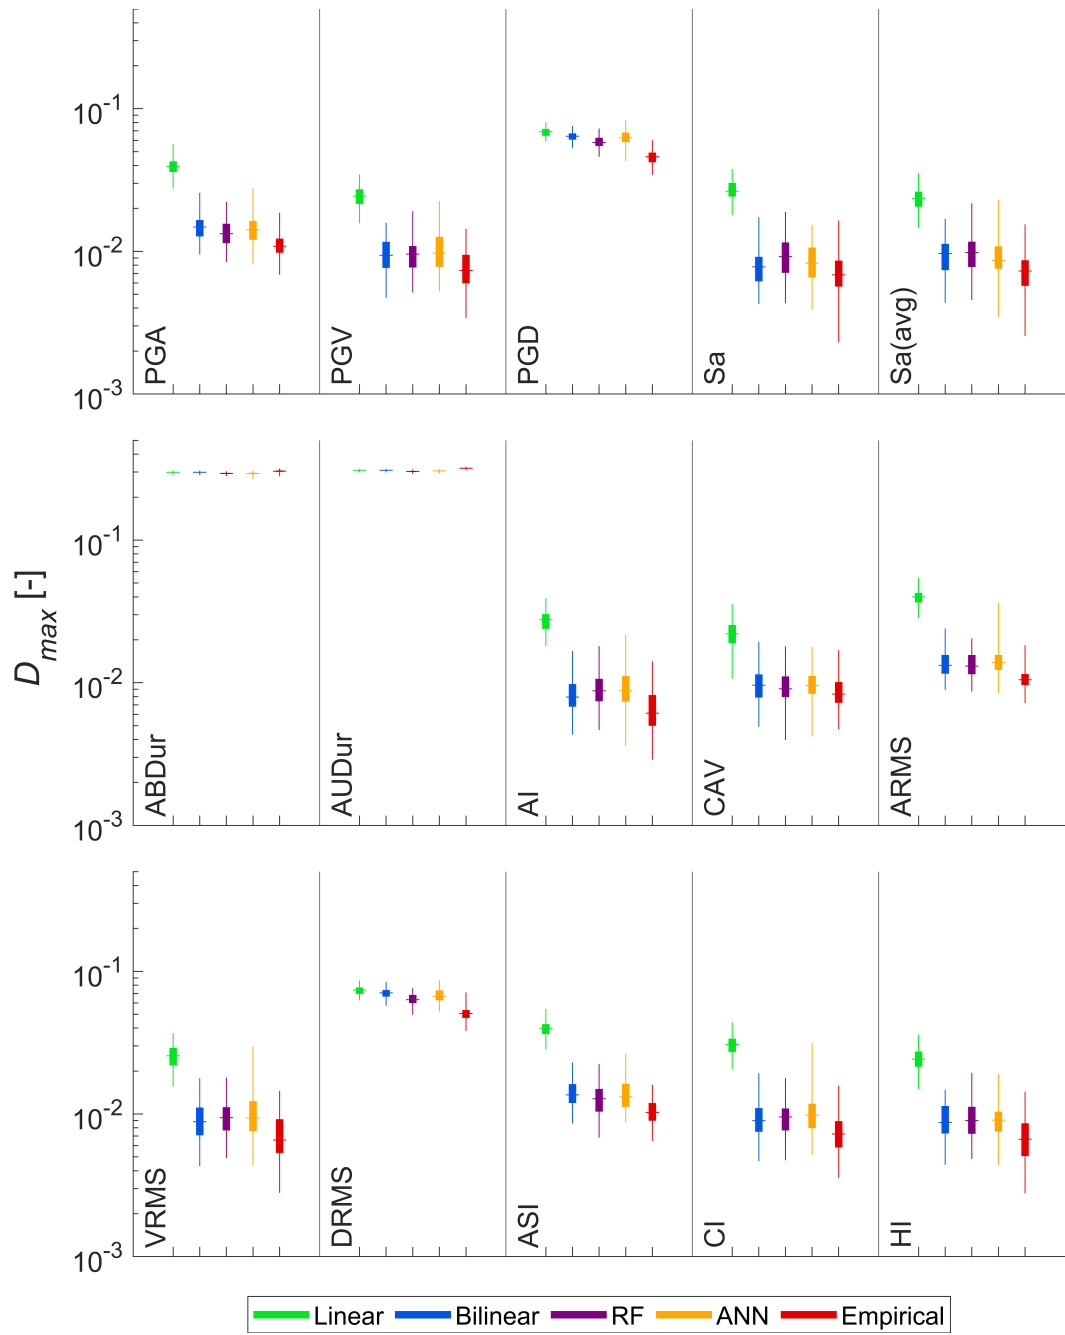 10-1
10-2
10-3
PGA
PGV
PGD
Sa
Sa(avg)
Dmax [-]
10-1
10-2
10-3
ABDur
AUDur
AI
CAV
ARMS
10-1
10-2
10-3
VRMS
DRMS
ASI
CI
HI
Linear Bilinear RF ANN Empirical